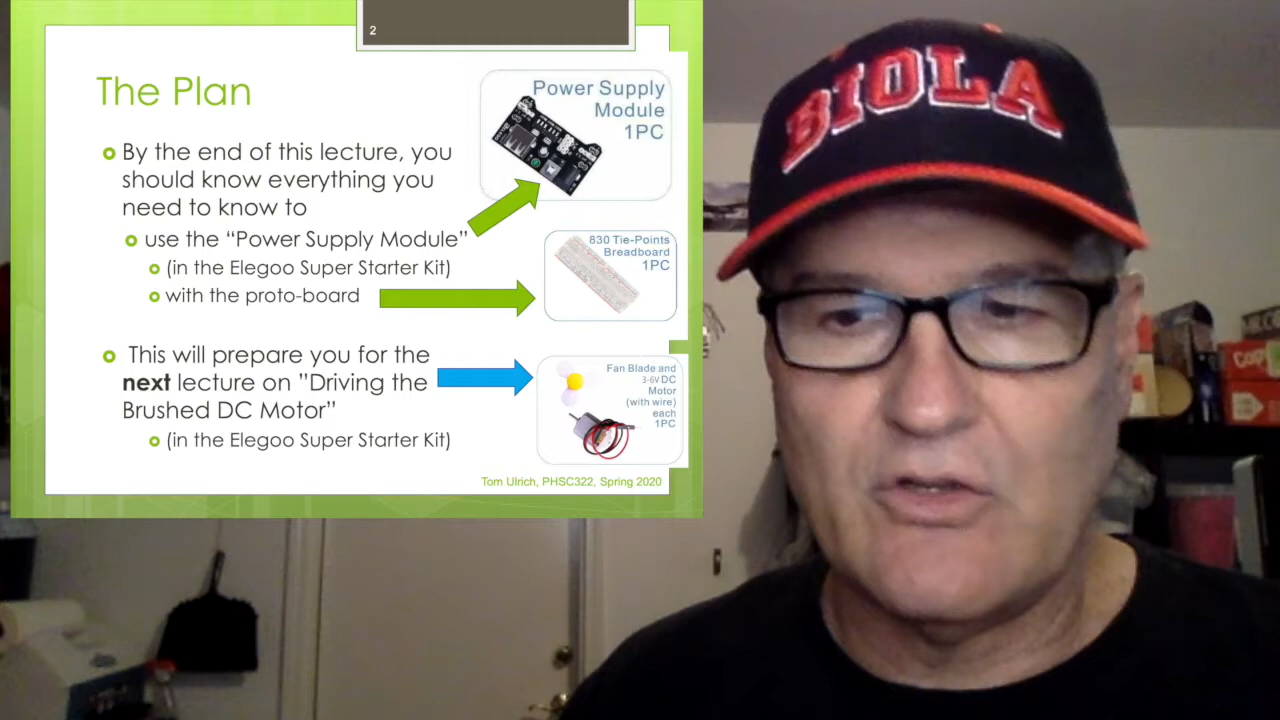 2
The Plan
By the end of this lecture, you
should know everything you
need to know to
use the “Power Supply Module”
(in the Elegoo Super Starter Kit)
with the proto-board
This will prepare you for the
next lecture on ”Driving the
Brushed DC Motor”
(in the Elegoo Super Starter Kit)
Power Supply
Module
1PC
830 Tie-Points
Breadboard
1PC
Fan Blade and
3-6V DC
Motor
(with wire)
each
1PC
Tom Ulrich, PHSC322, Spring 2020
BIOLA